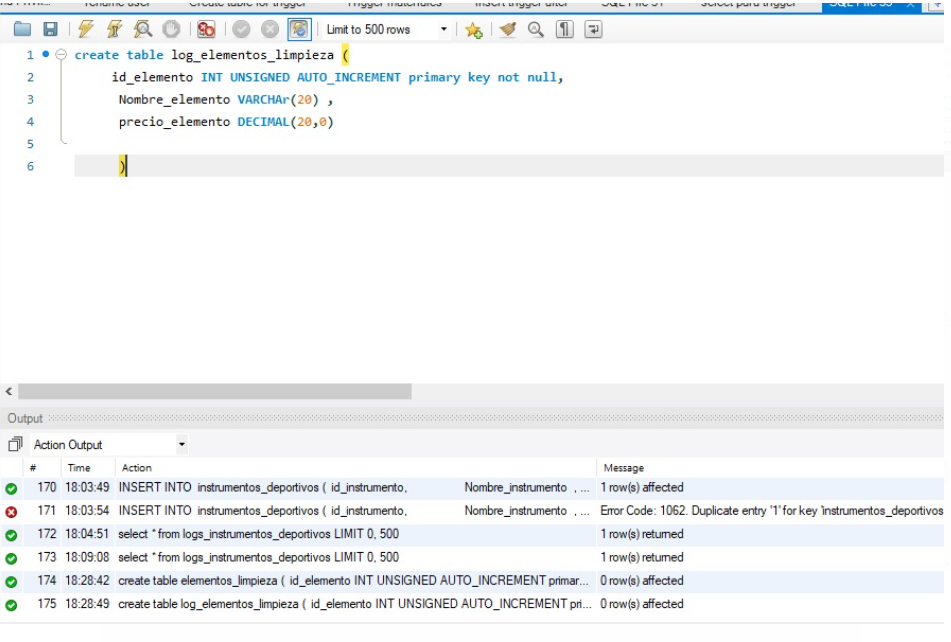 rename user Create table for trigger Trigger materiales insert trigger after select para trigger
Limit to 500 rows
1 create table log_elementos_limpieza (
2 id_elemento INT UNSIGNED AUTO_INCREMENT primary key not null,
3 Nombre_elemento VARCHAr(20) ,
4 precio_elemento DECIMAL(20,0)
5
6 )
Output
Action Output
# Time Action Message
170 18:03:49 INSERT INTO instrumentos_deportivos ( id_instrumento, Nombre_instrumento , ... 1 row(s) affected
171 18:03:54 INSERT INTO instrumentos_deportivos ( id_instrumento, Nombre_instrumento , ... Error Code: 1062. Duplicate entry '1' for key 'instrumentos_deportivos
172 18:04:51 select * from logs_instrumentos_deportivos LIMIT 0, 500 1 row(s) returned
173 18:09:08 select * from logs_instrumentos_deportivos LIMIT 0, 500 1 row(s) returned
174 18:28:42 create table elementos_limpieza ( id_elemento INT UNSIGNED AUTO_INCREMENT primar... 0 row(s) affected
175 18:28:49 create table log_elementos_limpieza ( id_elemento INT UNSIGNED AUTO_INCREMENT pri... 0 row(s) affected